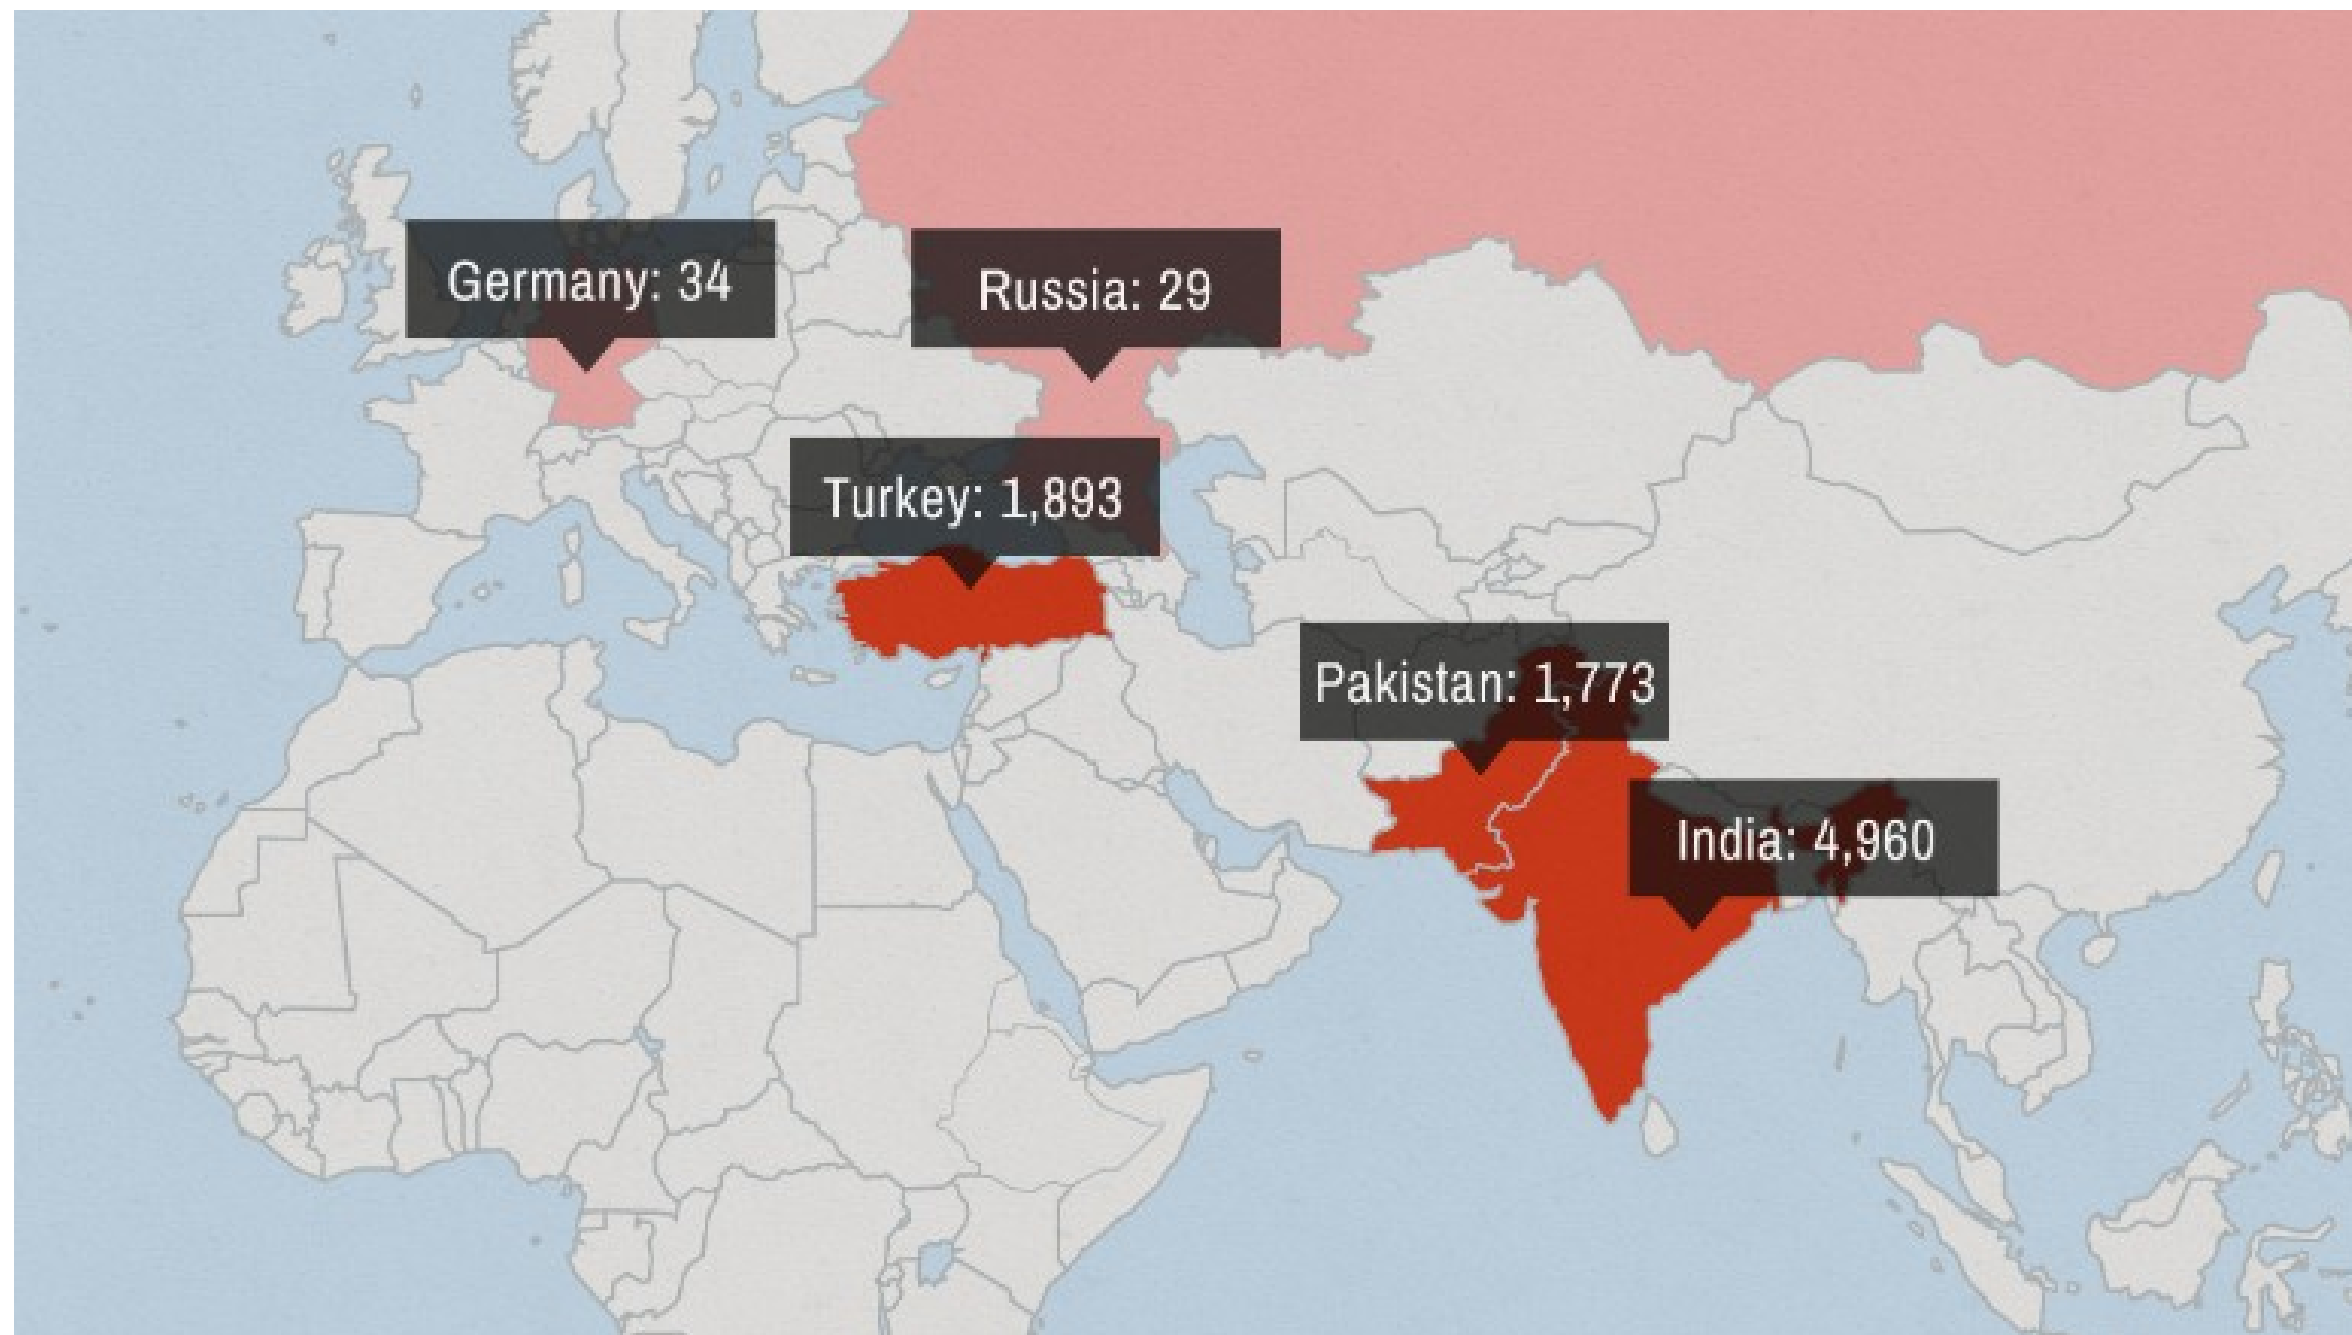 Germany: 34
Russia: 29
Turkey: 1,893
Pakistan: 1,773
India: 4,960